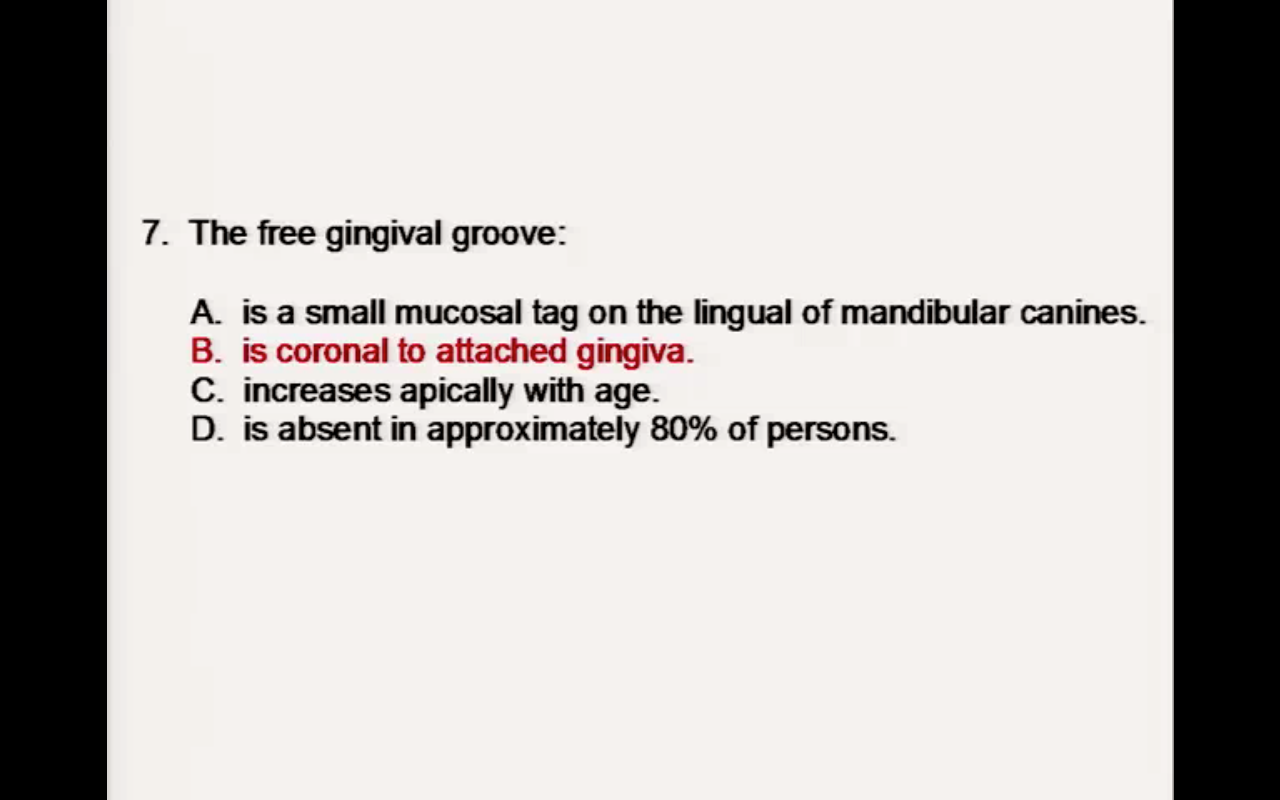 7. The free gingival groove:
A. is a small mucosal tag on the lingual of mandibular canines.
B. is coronal to attached gingiva.
C. increases apically with age.
D. is absent in approximately 80% of persons.